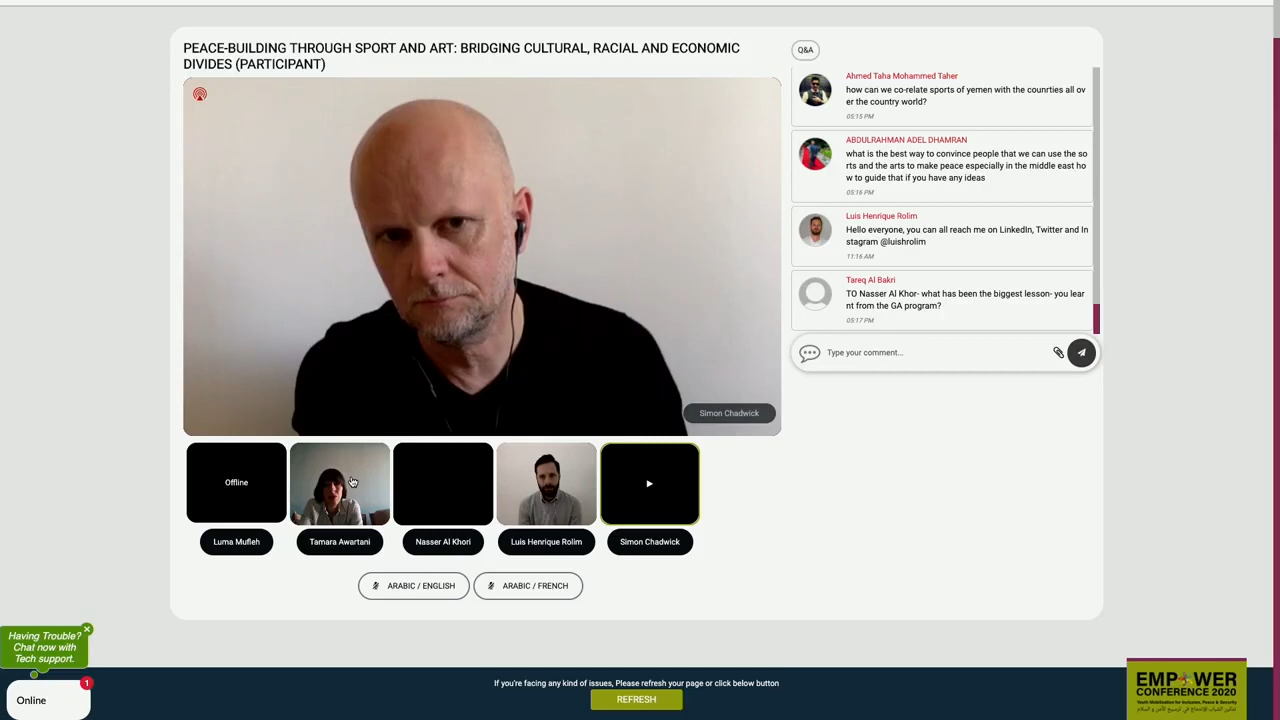 PEACE-BUILDING THROUGH SPORT AND ART: BRIDGING CULTURAL, RACIAL AND ECONOMIC
DIVIDES (PARTICIPANT)
Simon Chadwick
Offline
Luma Mufleh
Tamara Awartani
Nasser Al Khori
Luis Henrique Rolim
Simon Chadwick
ARABIC / ENGLISH
ARABIC / FRENCH
Q&A
Ahmed Taha Mohammed Taher
how can we co-relate sports of yemen with the counrties all ov
er the country world?
05:15 PM
ABDULRAHMAN ADEL DHAMRAN
what is the best way to convince people that we can use the so
rts and the arts to make peace especially in the middle east ho
w to guide that if you have any ideas
05:16 PM
Luis Henrique Rolim
Hello everyone, you can all reach me on LinkedIn, Twitter and In
stagram @luishrolim
11:16 AM
Tareq Al Bakri
TO Nasser Al Khor- what has been the biggest lesson- you lear
nt from the GA program?
05:17 PM
Type your comment...
Having Trouble?
Chat now with
Tech support.
Online
1
If you're facing any kind of issues, Please refresh your page or click below button
REFRESH
EMPOWER
CONFERENCE 2020
Youth Mobilisation for Inclusion, Peace & Security